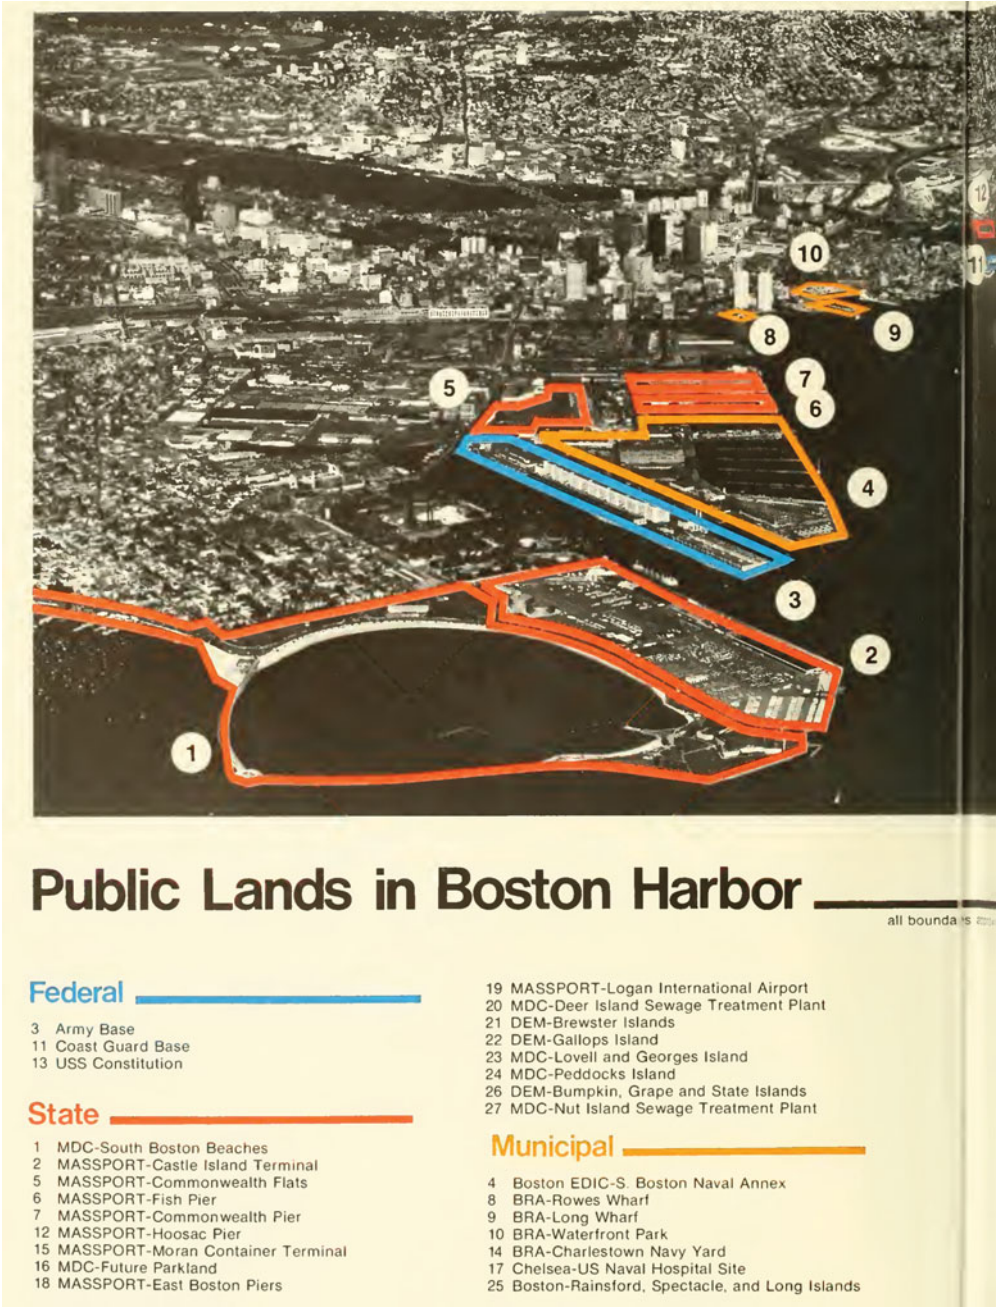 12
11
10
9
8
7
6
5
4
3
2
1
Public Lands in Boston Harbor
all bounda s
Federal
3 Army Base
11 Coast Guard Base
13 USS Constitution
State
1 MDC-South Boston Beaches
2 MASSPORT-Castle Island Terminal
5 MASSPORT-Commonwealth Flats
6 MASSPORT-Fish Pier
7 MASSPORT-Commonwealth Pier
12 MASSPORT-Hoosac Pier
15 MASSPORT-Moran Container Terminal
16 MDC-Future Parkland
18 MASSPORT-East Boston Piers
19 MASSPORT-Logan International Airport
20 MDC-Deer Island Sewage Treatment Plant
21 DEM-Brewster Islands
22 DEM-Gallops Island
23 MDC-Lovell and Georges Island
24 MDC-Peddocks Island
26 DEM-Bumpkin, Grape and State Islands
27 MDC-Nut Island Sewage Treatment Plant
Municipal
4 Boston EDIC-S. Boston Naval Annex
8 BRA-Rowes Wharf
9 BRA-Long Wharf
10 BRA-Waterfront Park
14 BRA-Charlestown Navy Yard
17 Chelsea-US Naval Hospital Site
25 Boston-Rainsford, Spectacle, and Long Islands